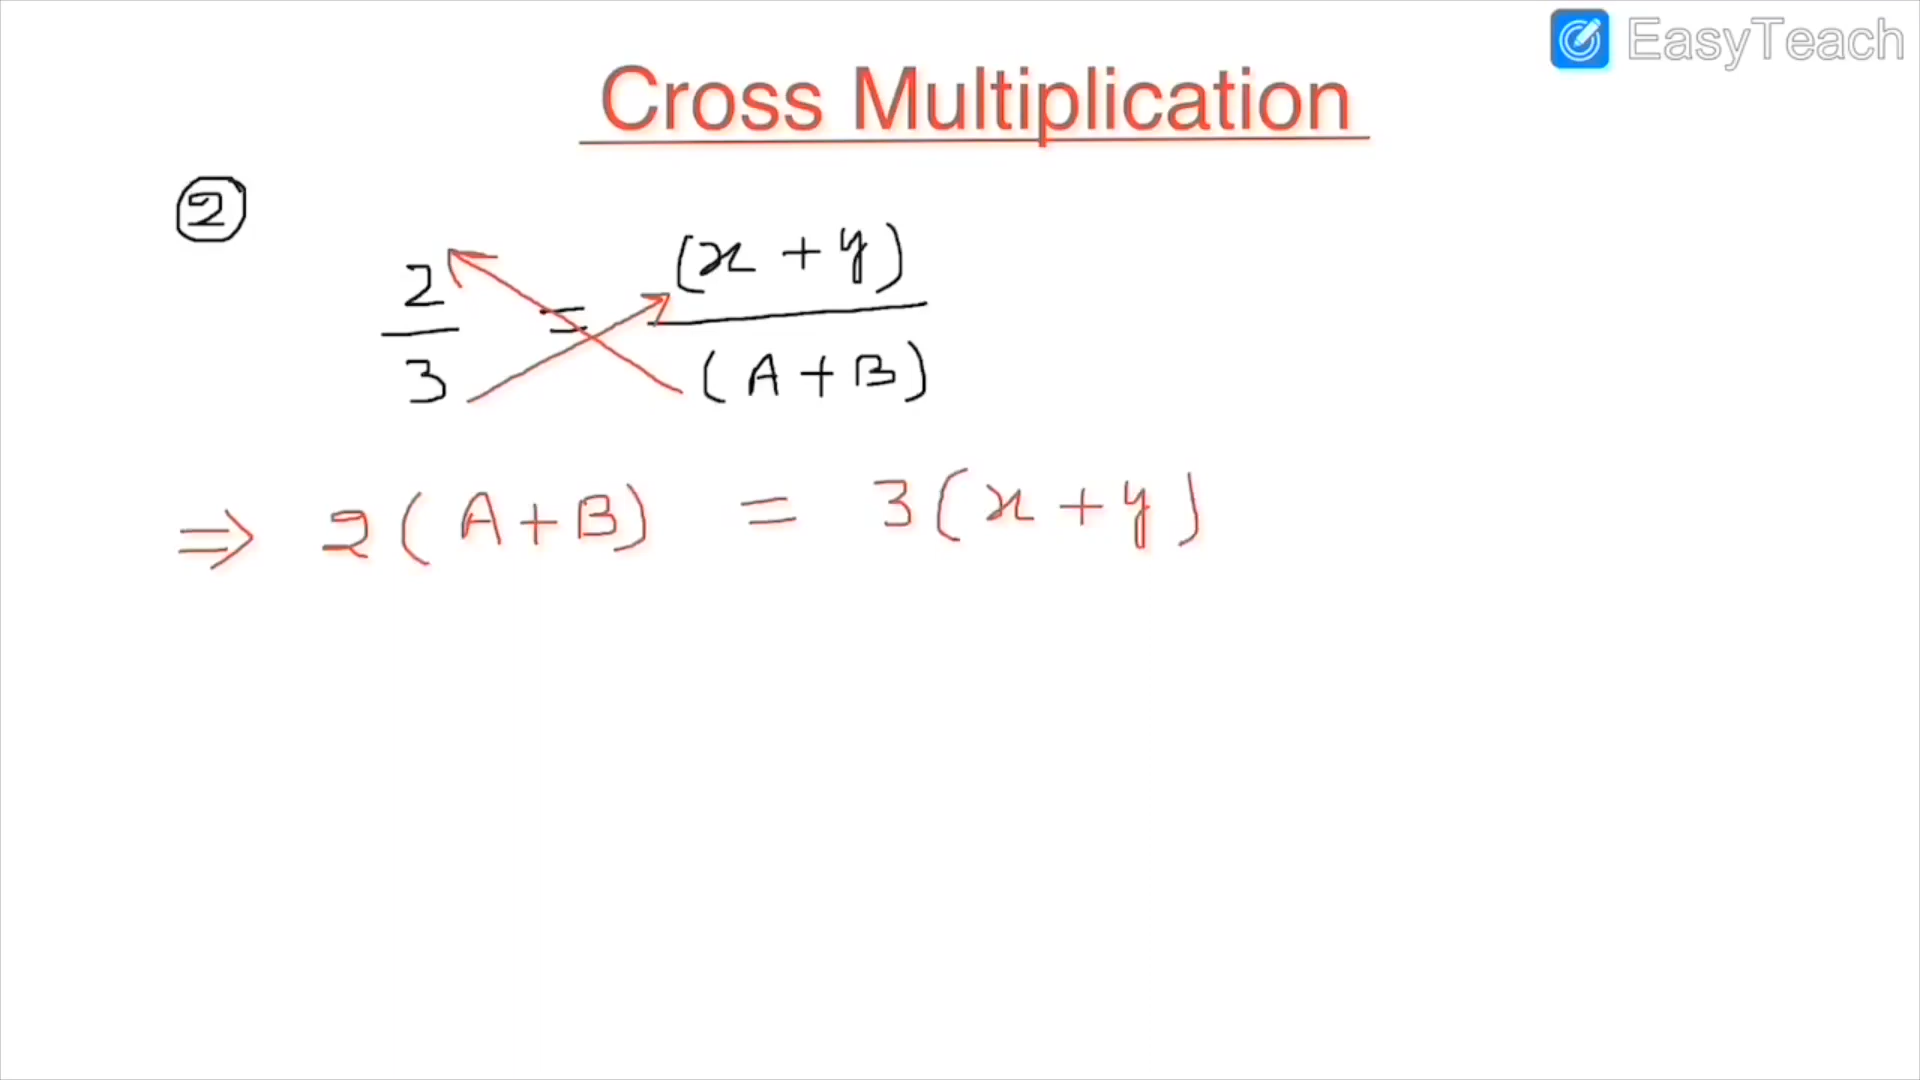 EasyTeach
Cross Multiplication
②
2/3 = (x + y)/(A + B)
⇒ 2(A + B) = 3(x + y)